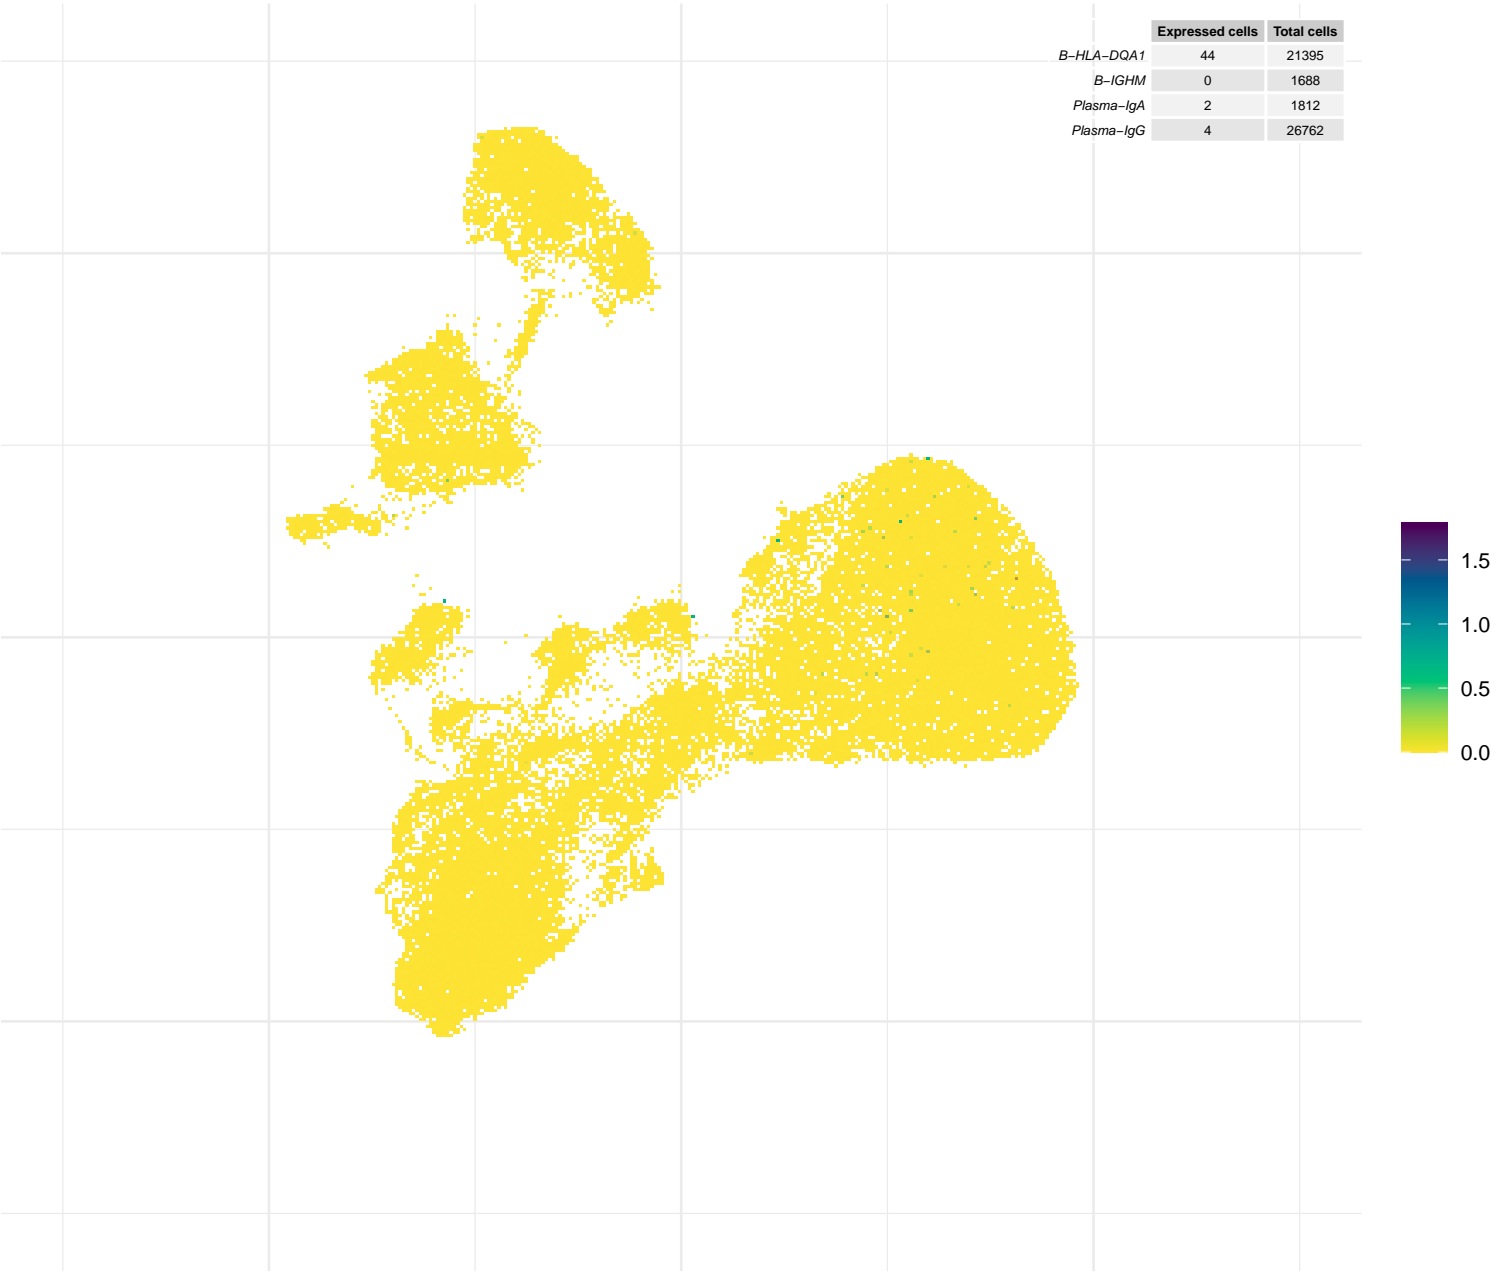 Expressed cells Total cells
B−HLA−DQA1 44 21395
B−IGHM 0 1688
Plasma−IgA 2 1812
Plasma−IgG 4 26762
1.5
1.0
0.5
0.0